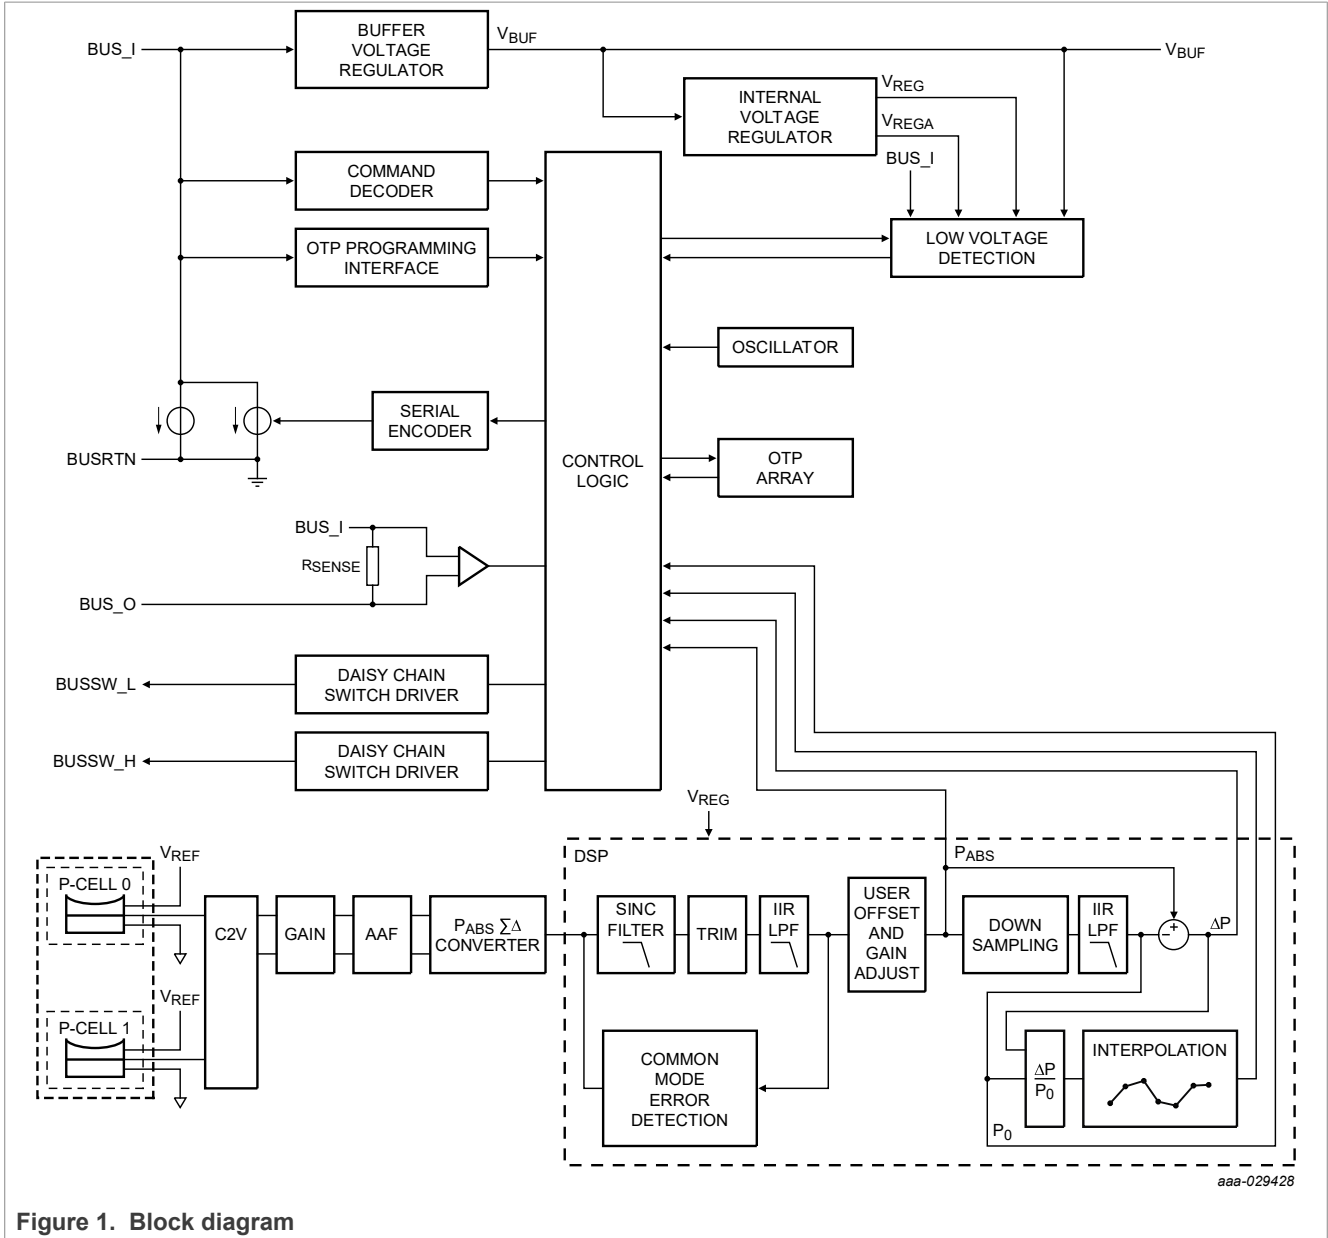 BUS_I
BUFFER
VOLTAGE
REGULATOR
VBUF
VBUF
INTERNAL
VOLTAGE
REGULATOR
VREG
VREGA
BUS_I
COMMAND
DECODER
OTP PROGRAMMING
INTERFACE
LOW VOLTAGE
DETECTION
OSCILLATOR
SERIAL
ENCODER
BUSRTN
CONTROL
LOGIC
OTP
ARRAY
BUS_I
RSENSE
BUS_O
BUSSW_L
DAISY CHAIN
SWITCH DRIVER
BUSSW_H
DAISY CHAIN
SWITCH DRIVER
VREG
DSP
PABS
VREF
P-CELL 0
C2V
GAIN
AAF
PABS Σ∆
CONVERTER
SINC
FILTER
TRIM
IIR
LPF
USER
OFFSET
AND
GAIN
ADJUST
DOWN
SAMPLING
IIR
LPF
+
−
∆P
VREF
P-CELL 1
COMMON
MODE
ERROR
DETECTION
∆P
P0
INTERPOLATION
P0
aaa-029428
Figure 1. Block diagram